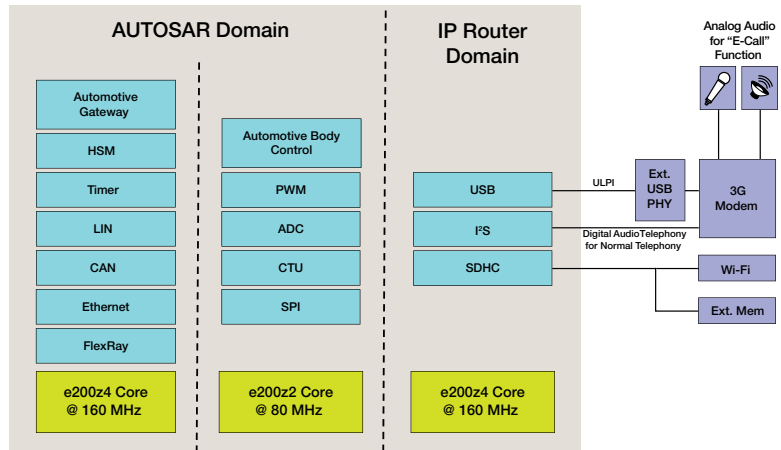 AUTOSAR Domain
Automotive
Gateway
HSM
Timer
LIN
CAN
Ethernet
FlexRay
e200z4 Core
@ 160 MHz
Automotive Body
Control
PWM
ADC
CTU
SPI
e200z2 Core
@ 80 MHz
IP Router
Domain
USB
I²S
SDHC
e200z4 Core
@ 160 MHz
Analog Audio
for “E-Call”
Function
ULPI
Ext.
USB
PHY
3G
Modem
Digital AudioTelephony
for Normal Telephony
Wi-Fi
Ext. Mem